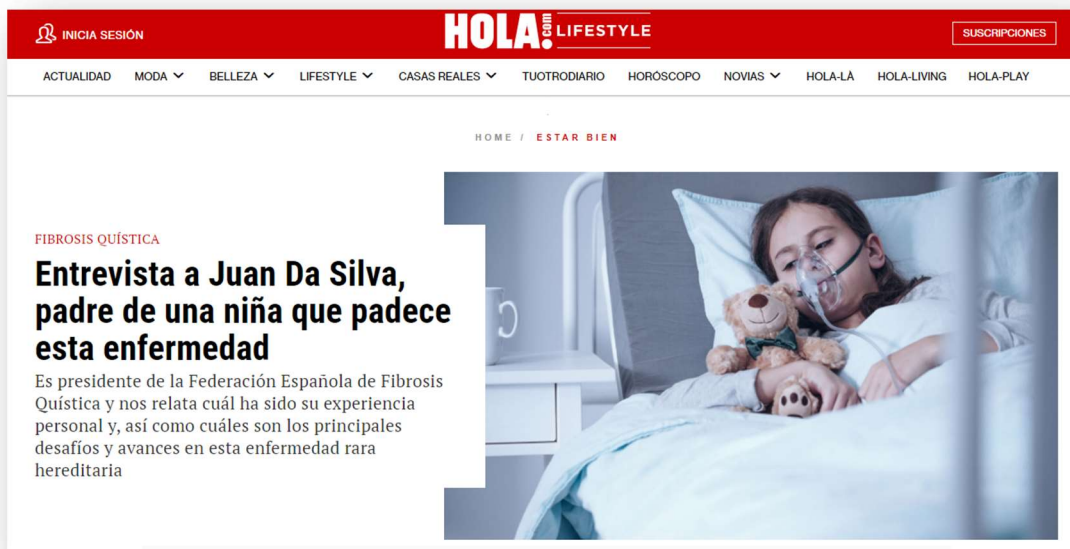 INICIA SESIÓN
HOLA.com LIFESTYLE
SUSCRIPCIONES
ACTUALIDAD MODA BELLEZA LIFESTYLE CASAS REALES TUOTRODIARIO HORÓSCOPO NOVIAS HOLA-LÀ HOLA-LIVING HOLA-PLAY
HOME / ESTAR BIEN
FIBROSIS QUÍSTICA
Entrevista a Juan Da Silva,
padre de una niña que padece
esta enfermedad
Es presidente de la Federación Española de Fibrosis
Quística y nos relata cuál ha sido su experiencia
personal y, así como cuáles son los principales
desafíos y avances en esta enfermedad rara
hereditaria